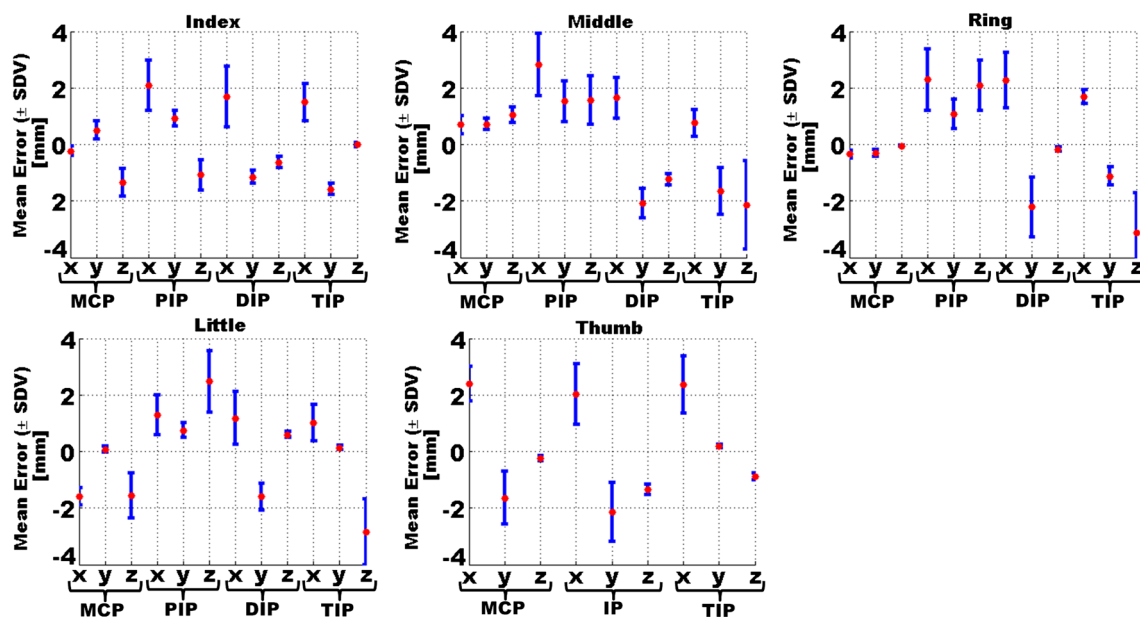 Index
Mean Error (± SDV)
[mm]
4
2
0
2
-4
x y z x y z x y z x y z
MCP PIP DIP TIP
Middle
Mean Error (± SDV)
[mm]
4
2
0
-2
-4
x y z x y z x y z x y z
MCP PIP DIP TIP
Ring
Mean Error (± SDV)
[mm]
4
2
0
-2
-4
x y z x y z x y z x y z
MCP PIP DIP TIP
Little
Mean Error (± SDV)
[mm]
4
2
0
-2
-4
x y z x y z x y z x y z
MCP PIP DIP TIP
Thumb
Mean Error (± SDV)
[mm]
4
2
0
-2
-4
x y z x y z x y z
MCP IP TIP